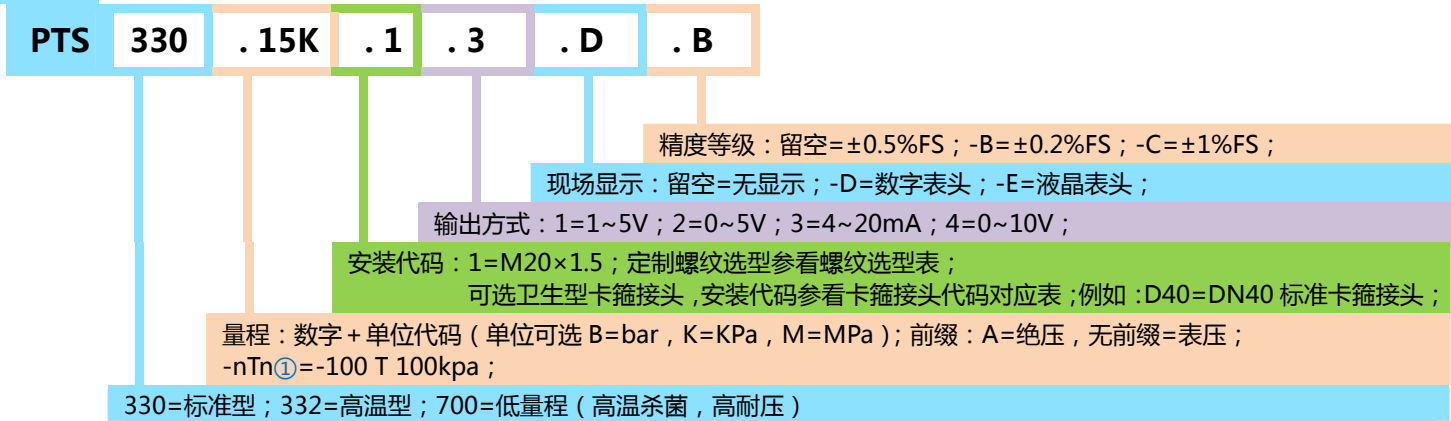 PTS 330 .15K .1 .3 .D .B
精度等级：留空=±0.5%FS；-B=±0.2%FS；-C=±1%FS；
现场显示：留空=无显示；-D=数字表头；-E=液晶表头；
输出方式：1=1~5V；2=0~5V；3=4~20mA；4=0~10V；
安装代码：1=M20×1.5；定制螺纹选型参看螺纹选型表；
可选卫生型卡箍接头，安装代码参看卡箍接头代码对应表；例如：D40=DN40 标准卡箍接头；
量程：数字＋单位代码（单位可选 B=bar，K=KPa，M=MPa）；前缀：A=绝压，无前缀=表压；
-nTn①=-100 T 100kpa；
330=标准型；332=高温型；700=低量程（高温杀菌，高耐压）